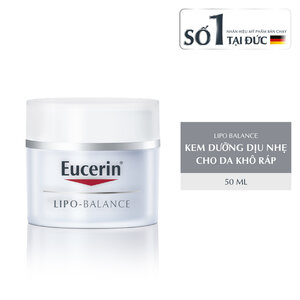 SỐ 1
NHÃN HIỆU MỸ PHẨM BÁN CHẠY
TẠI ĐỨC
Eucerin®
LIPO-BALANCE
LIPO BALANCE
KEM DƯỠNG DỊU NHẸ
CHO DA KHÔ RÁP
50 ML